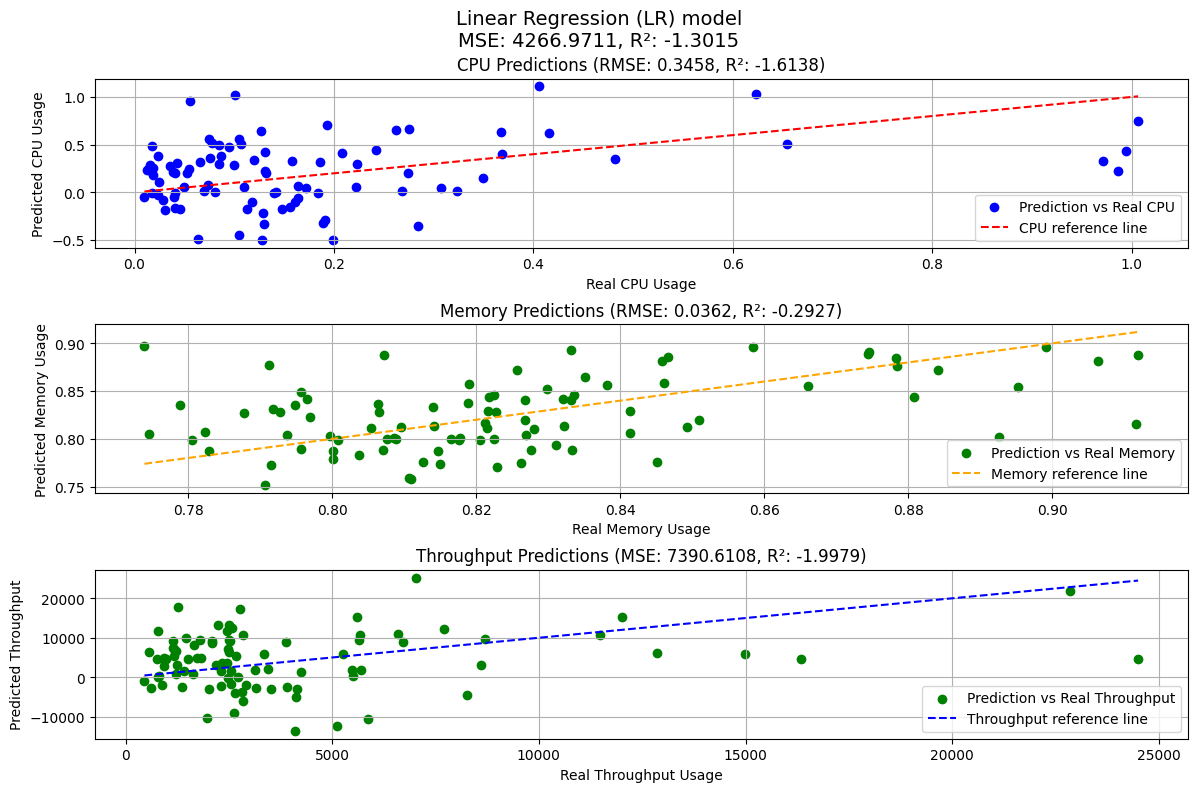 Linear Regression (LR) model
MSE: 4266.9711, R²: -1.3015
CPU Predictions (RMSE: 0.3458, R²: -1.6138)
Predicted CPU Usage
1.0
0.5
0.0
−0.5
Prediction vs Real CPU
CPU reference line
0.0 0.2 0.4 0.6 0.8 1.0
Real CPU Usage
Memory Predictions (RMSE: 0.0362, R²: -0.2927)
Predicted Memory Usage
0.90
0.85
0.80
0.75
Prediction vs Real Memory
Memory reference line
0.78 0.80 0.82 0.84 0.86 0.88 0.90
Real Memory Usage
Throughput Predictions (MSE: 7390.6108, R²: -1.9979)
Predicted Throughput
20000
10000
0
−10000
Prediction vs Real Throughput
Throughput reference line
0 5000 10000 15000 20000 25000
Real Throughput Usage